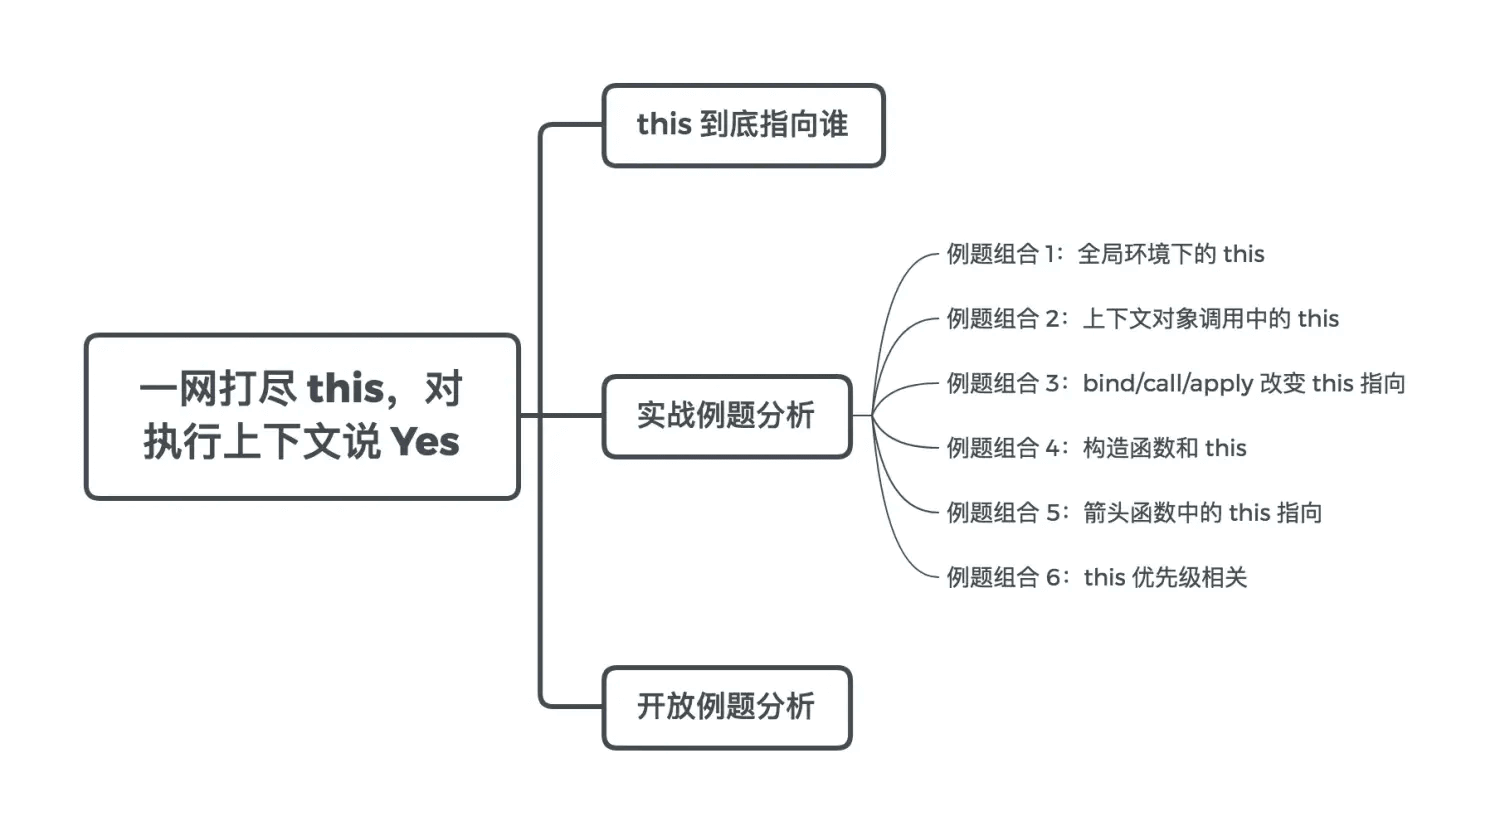 一网打尽 this，对
执行上下文说 Yes
this 到底指向谁
实战例题分析
例题组合 1：全局环境下的 this
例题组合 2：上下文对象调用中的 this
例题组合 3：bind/call/apply 改变 this 指向
例题组合 4：构造函数和 this
例题组合 5：箭头函数中的 this 指向
例题组合 6：this 优先级相关
开放例题分析